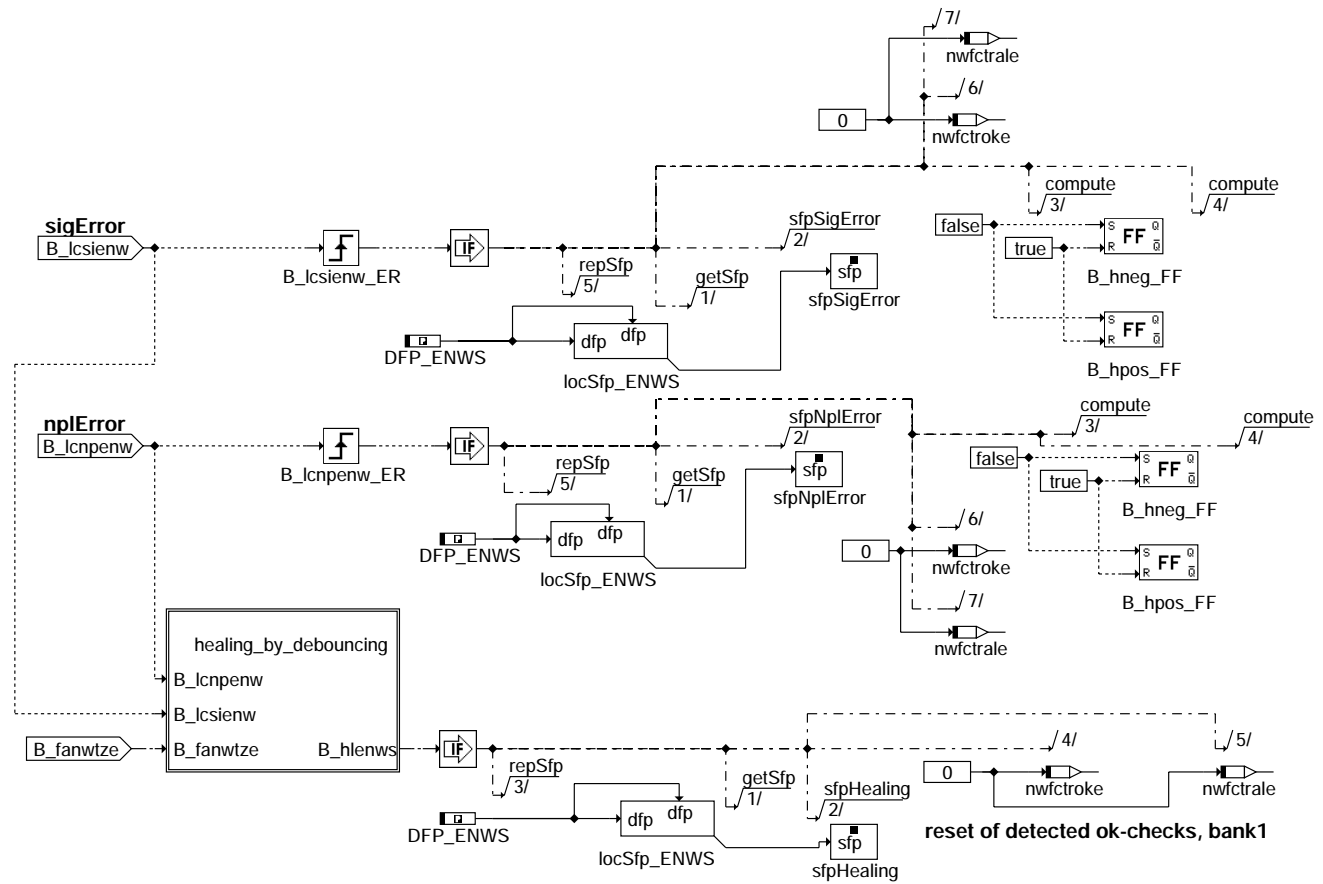 7/
nwfctrale
6/
0
nwfctroke
compute
3/
compute
4/
sigError
B_lcsienw
B_lcsienw_ER
IF
repSfp
5/
sfpSigError
2/
getSfp
1/
sfp
sfpSigError
false
true
S Q
R Q
FF
B_hneg_FF
S Q
R Q
FF
B_hpos_FF
DFP_ENWS
dfp
dfp
locSfp_ENWS
nplError
B_lcnpenw
B_lcnpenw_ER
IF
repSfp
5/
sfpNplError
2/
getSfp
1/
sfp
sfpNplError
compute
3/
compute
4/
false
true
S Q
R Q
FF
B_hneg_FF
S Q
R Q
FF
B_hpos_FF
DFP_ENWS
dfp
dfp
locSfp_ENWS
6/
0
nwfctroke
7/
nwfctrale
healing_by_debouncing
B_lcnpenw
B_lcsienw
B_fanwtze
B_fanwtze
B_hlenws
IF
repSfp
3/
getSfp
1/
sfpHealing
2/
4/
5/
0
nwfctroke
nwfctrale
DFP_ENWS
dfp
dfp
locSfp_ENWS
sfp
sfpHealing
reset of detected ok-checks, bank1